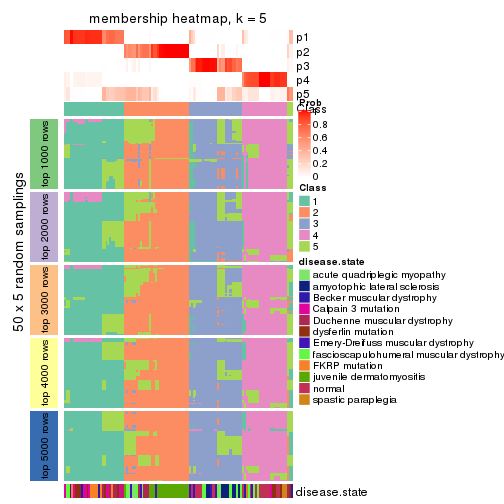 membership heatmap, k = 5
p1
p2
p3
p4
p5
Class
50 x 5 random samplings
top 1000 rows
top 2000 rows
top 3000 rows
top 4000 rows
top 5000 rows
Prob
1
0.8
0.6
0.4
0.2
0
Class
1
2
3
4
5
disease.state
acute quadriplegic myopathy
amyotophic lateral sclerosis
Becker muscular dystrophy
Calpain 3 mutation
Duchenne muscular dystrophy
dysferlin mutation
Emery-Dreifuss muscular dystrophy
fascioscapulohumeral muscular dystrophy
FKRP mutation
juvenile dermatomyositis
normal
spastic paraplegia
disease.state